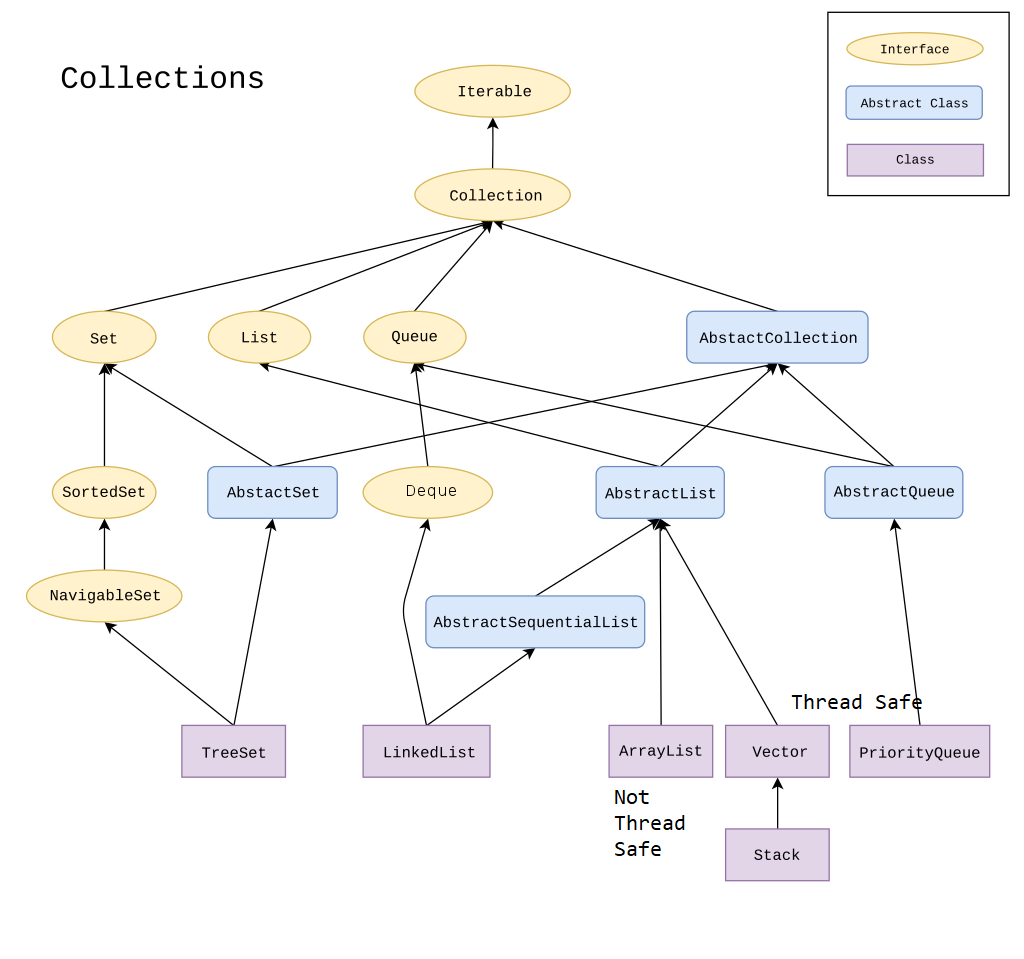 Interface
Collections
Iterable
Abstract Class
Class
Collection
Set
List
Queue
AbstactCollection
SortedSet
AbstactSet
Deque
AbstractList
AbstractQueue
NavigableSet
AbstractSequentialList
Thread Safe
TreeSet
LinkedList
ArrayList
Vector
PriorityQueue
Not
Thread
Safe
Stack